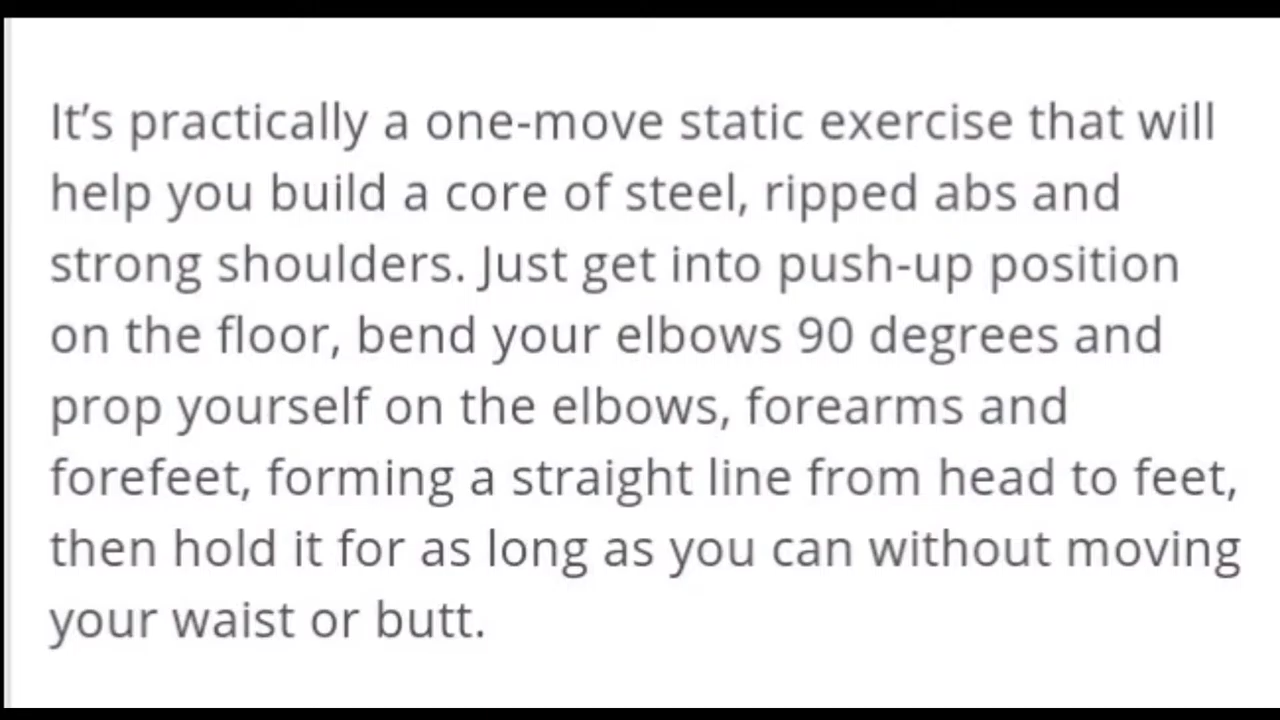 It’s practically a one-move static exercise that will
help you build a core of steel, ripped abs and
strong shoulders. Just get into push-up position
on the floor, bend your elbows 90 degrees and
prop yourself on the elbows, forearms and
forefeet, forming a straight line from head to feet,
then hold it for as long as you can without moving
your waist or butt.